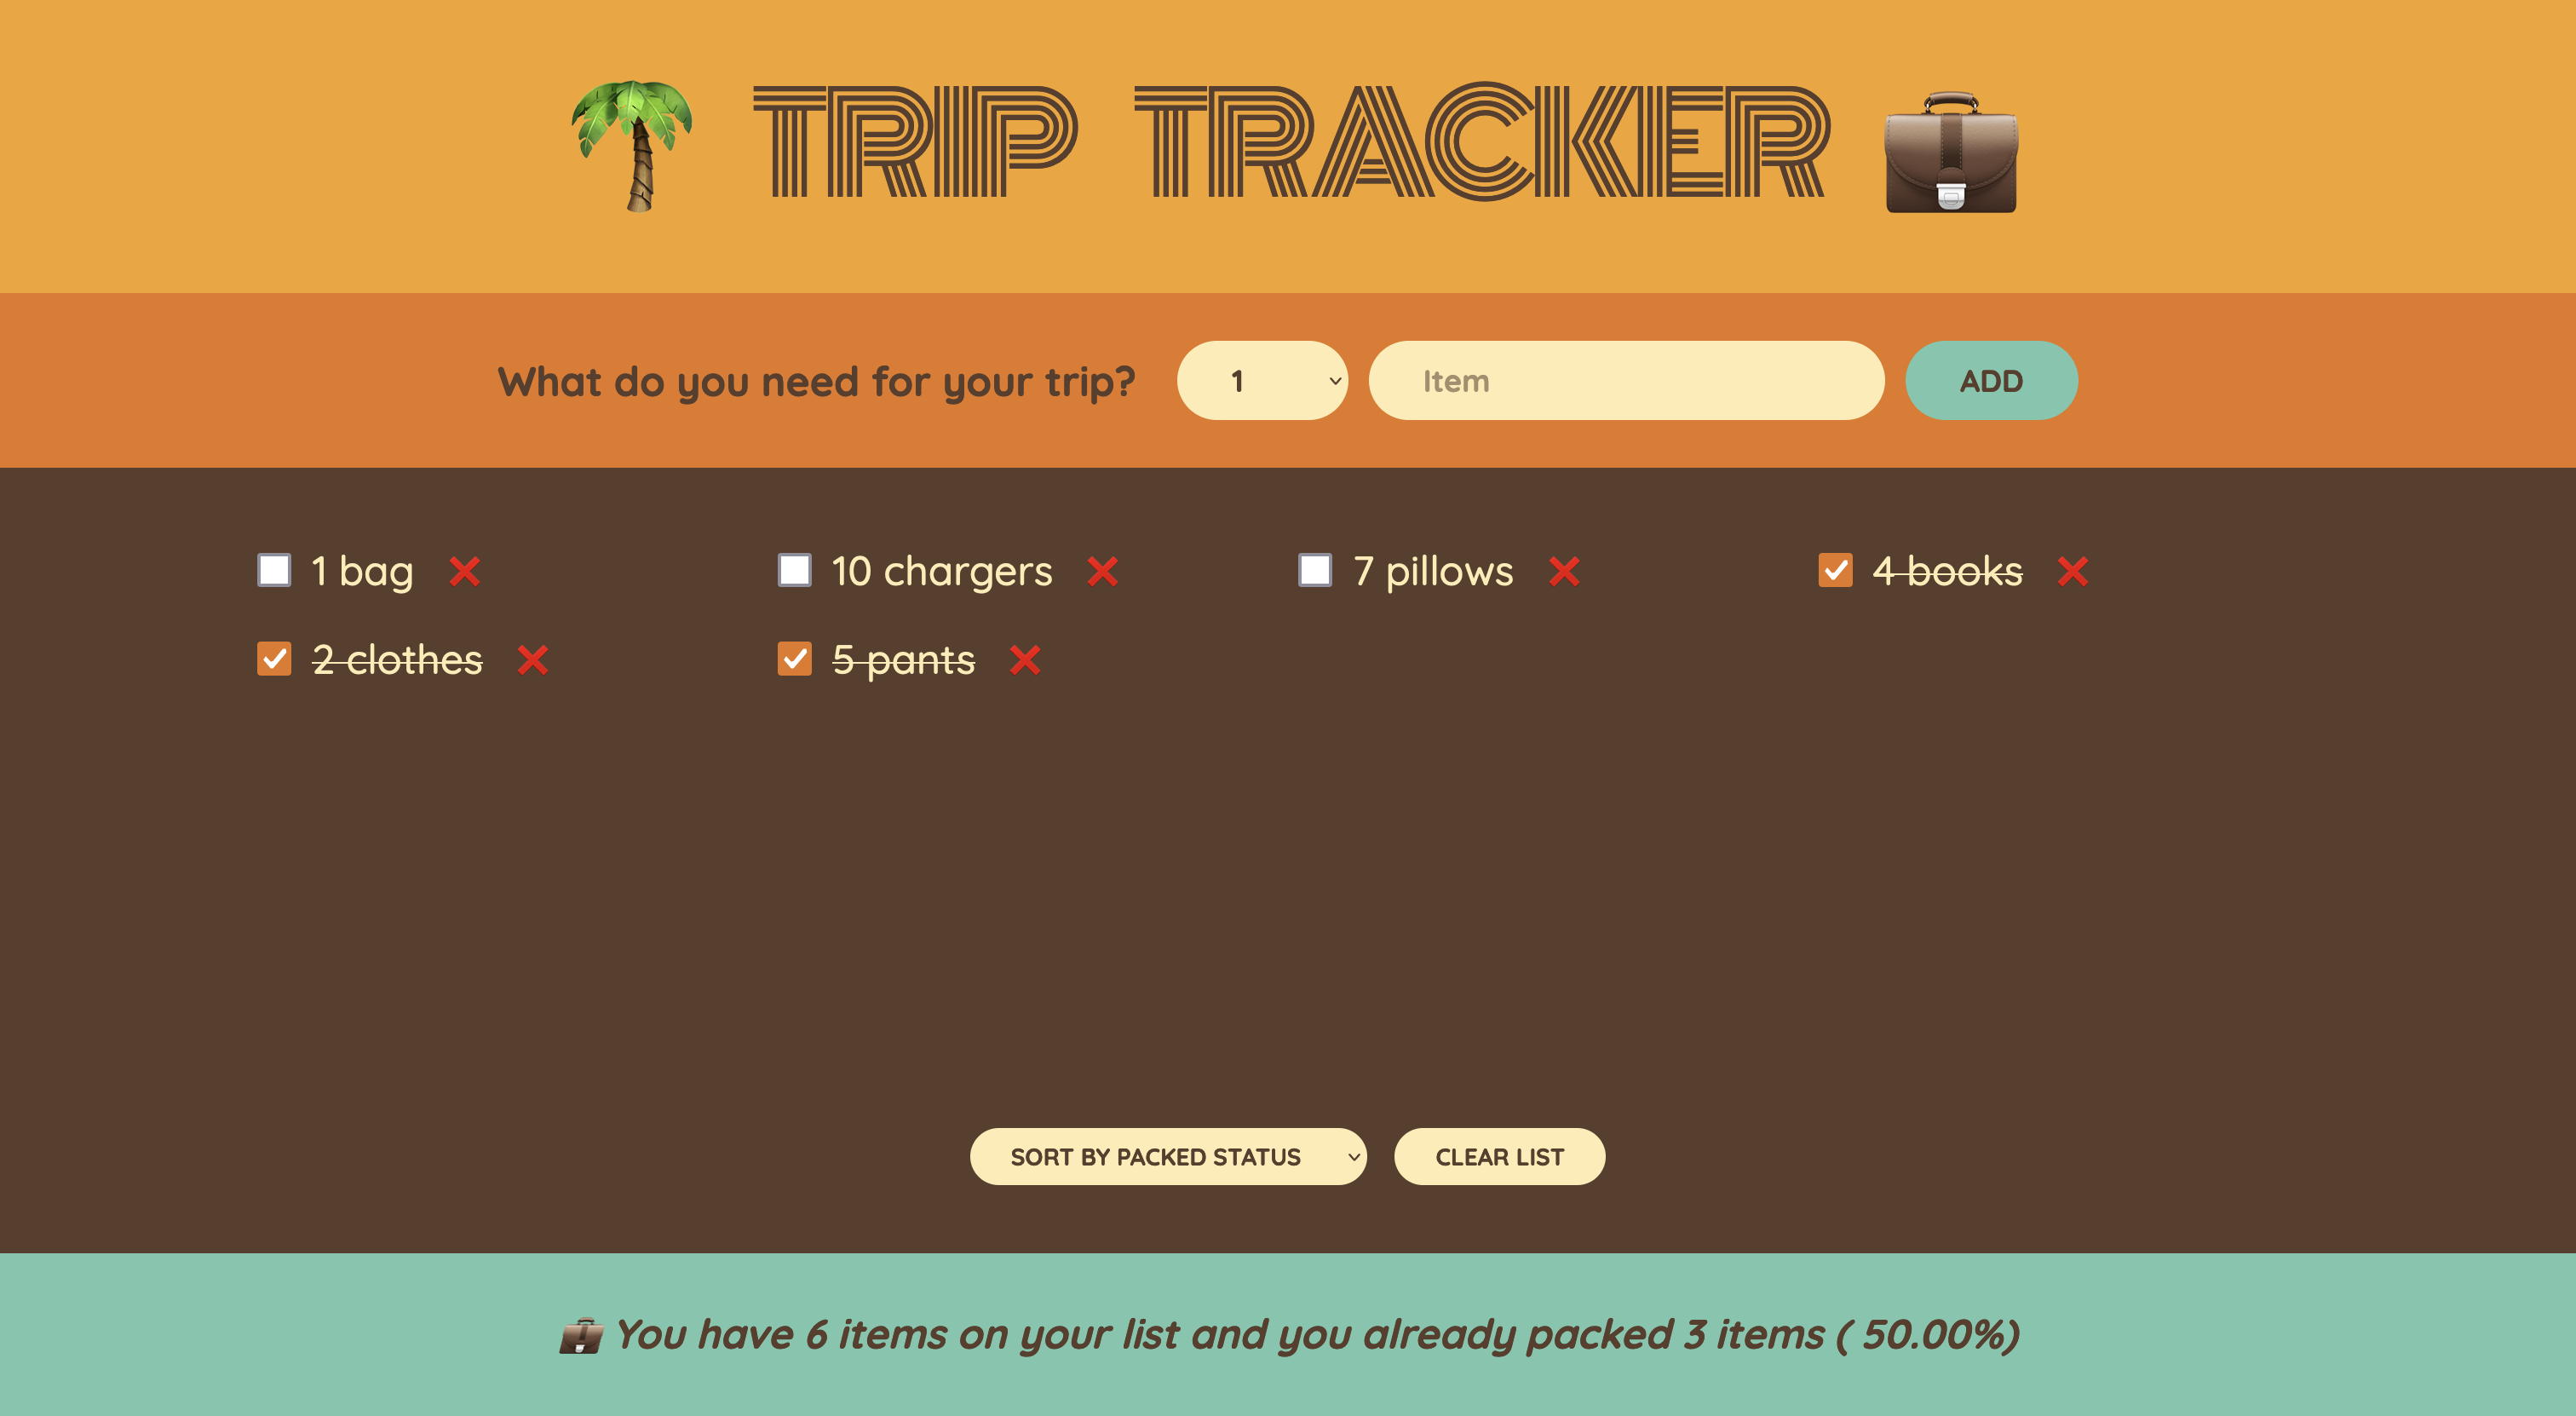 TRIP TRACKER
What do you need for your trip? 1 Item ADD
1 bag 10 chargers 7 pillows 4 books
2 clothes 5 pants
SORT BY PACKED STATUS CLEAR LIST
You have 6 items on your list and you already packed 3 items ( 50.00%)